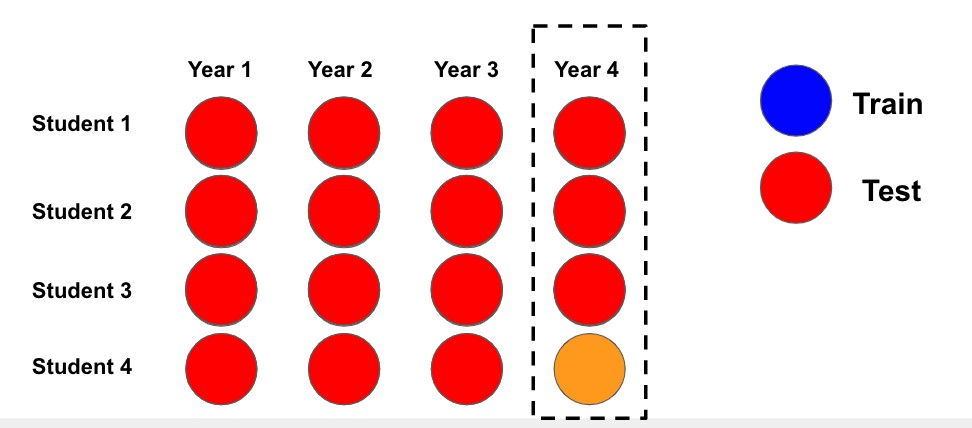 Year 1 Year 2 Year 3 Year 4
Student 1
Student 2
Student 3
Student 4
Train
Test